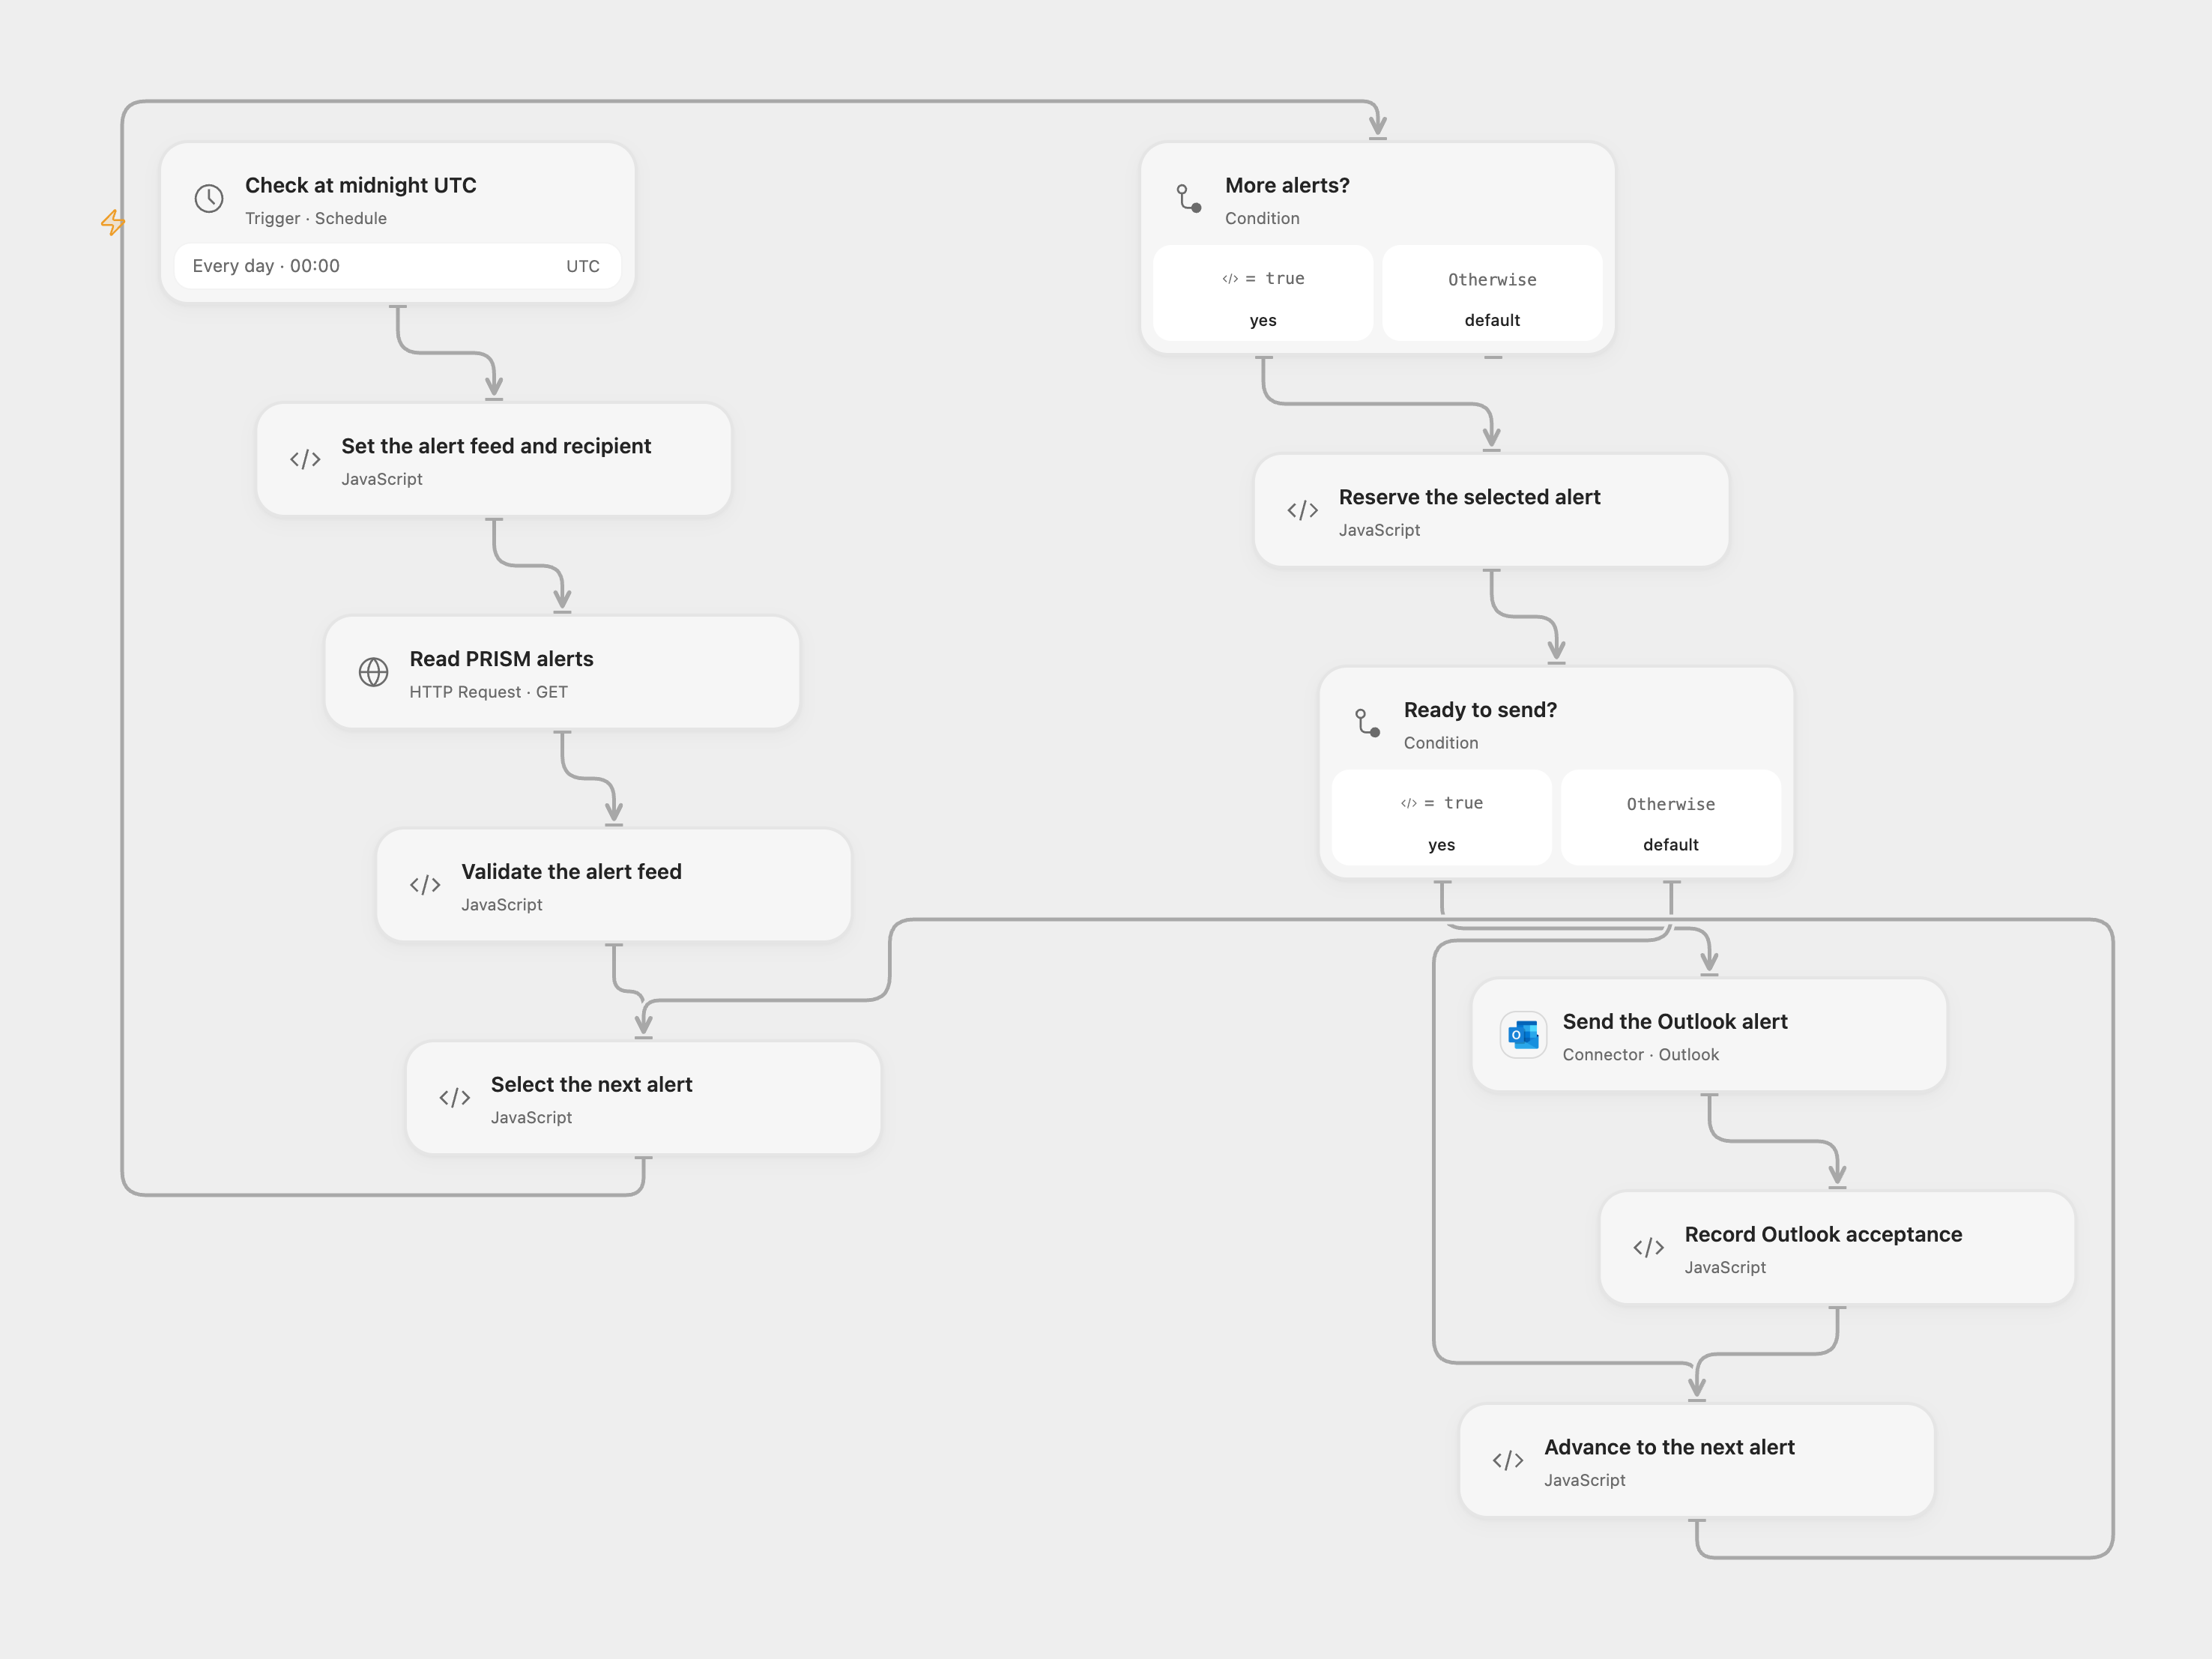 Check at midnight UTC
Trigger · Schedule
Every day · 00:00
UTC
Set the alert feed and recipient
JavaScript
Read PRISM alerts
HTTP Request · GET
Validate the alert feed
JavaScript
Select the next alert
JavaScript
More alerts?
Condition
</> = true
yes
Otherwise
default
Reserve the selected alert
JavaScript
Ready to send?
Condition
</> = true
yes
Otherwise
default
Send the Outlook alert
Connector · Outlook
Record Outlook acceptance
JavaScript
Advance to the next alert
JavaScript